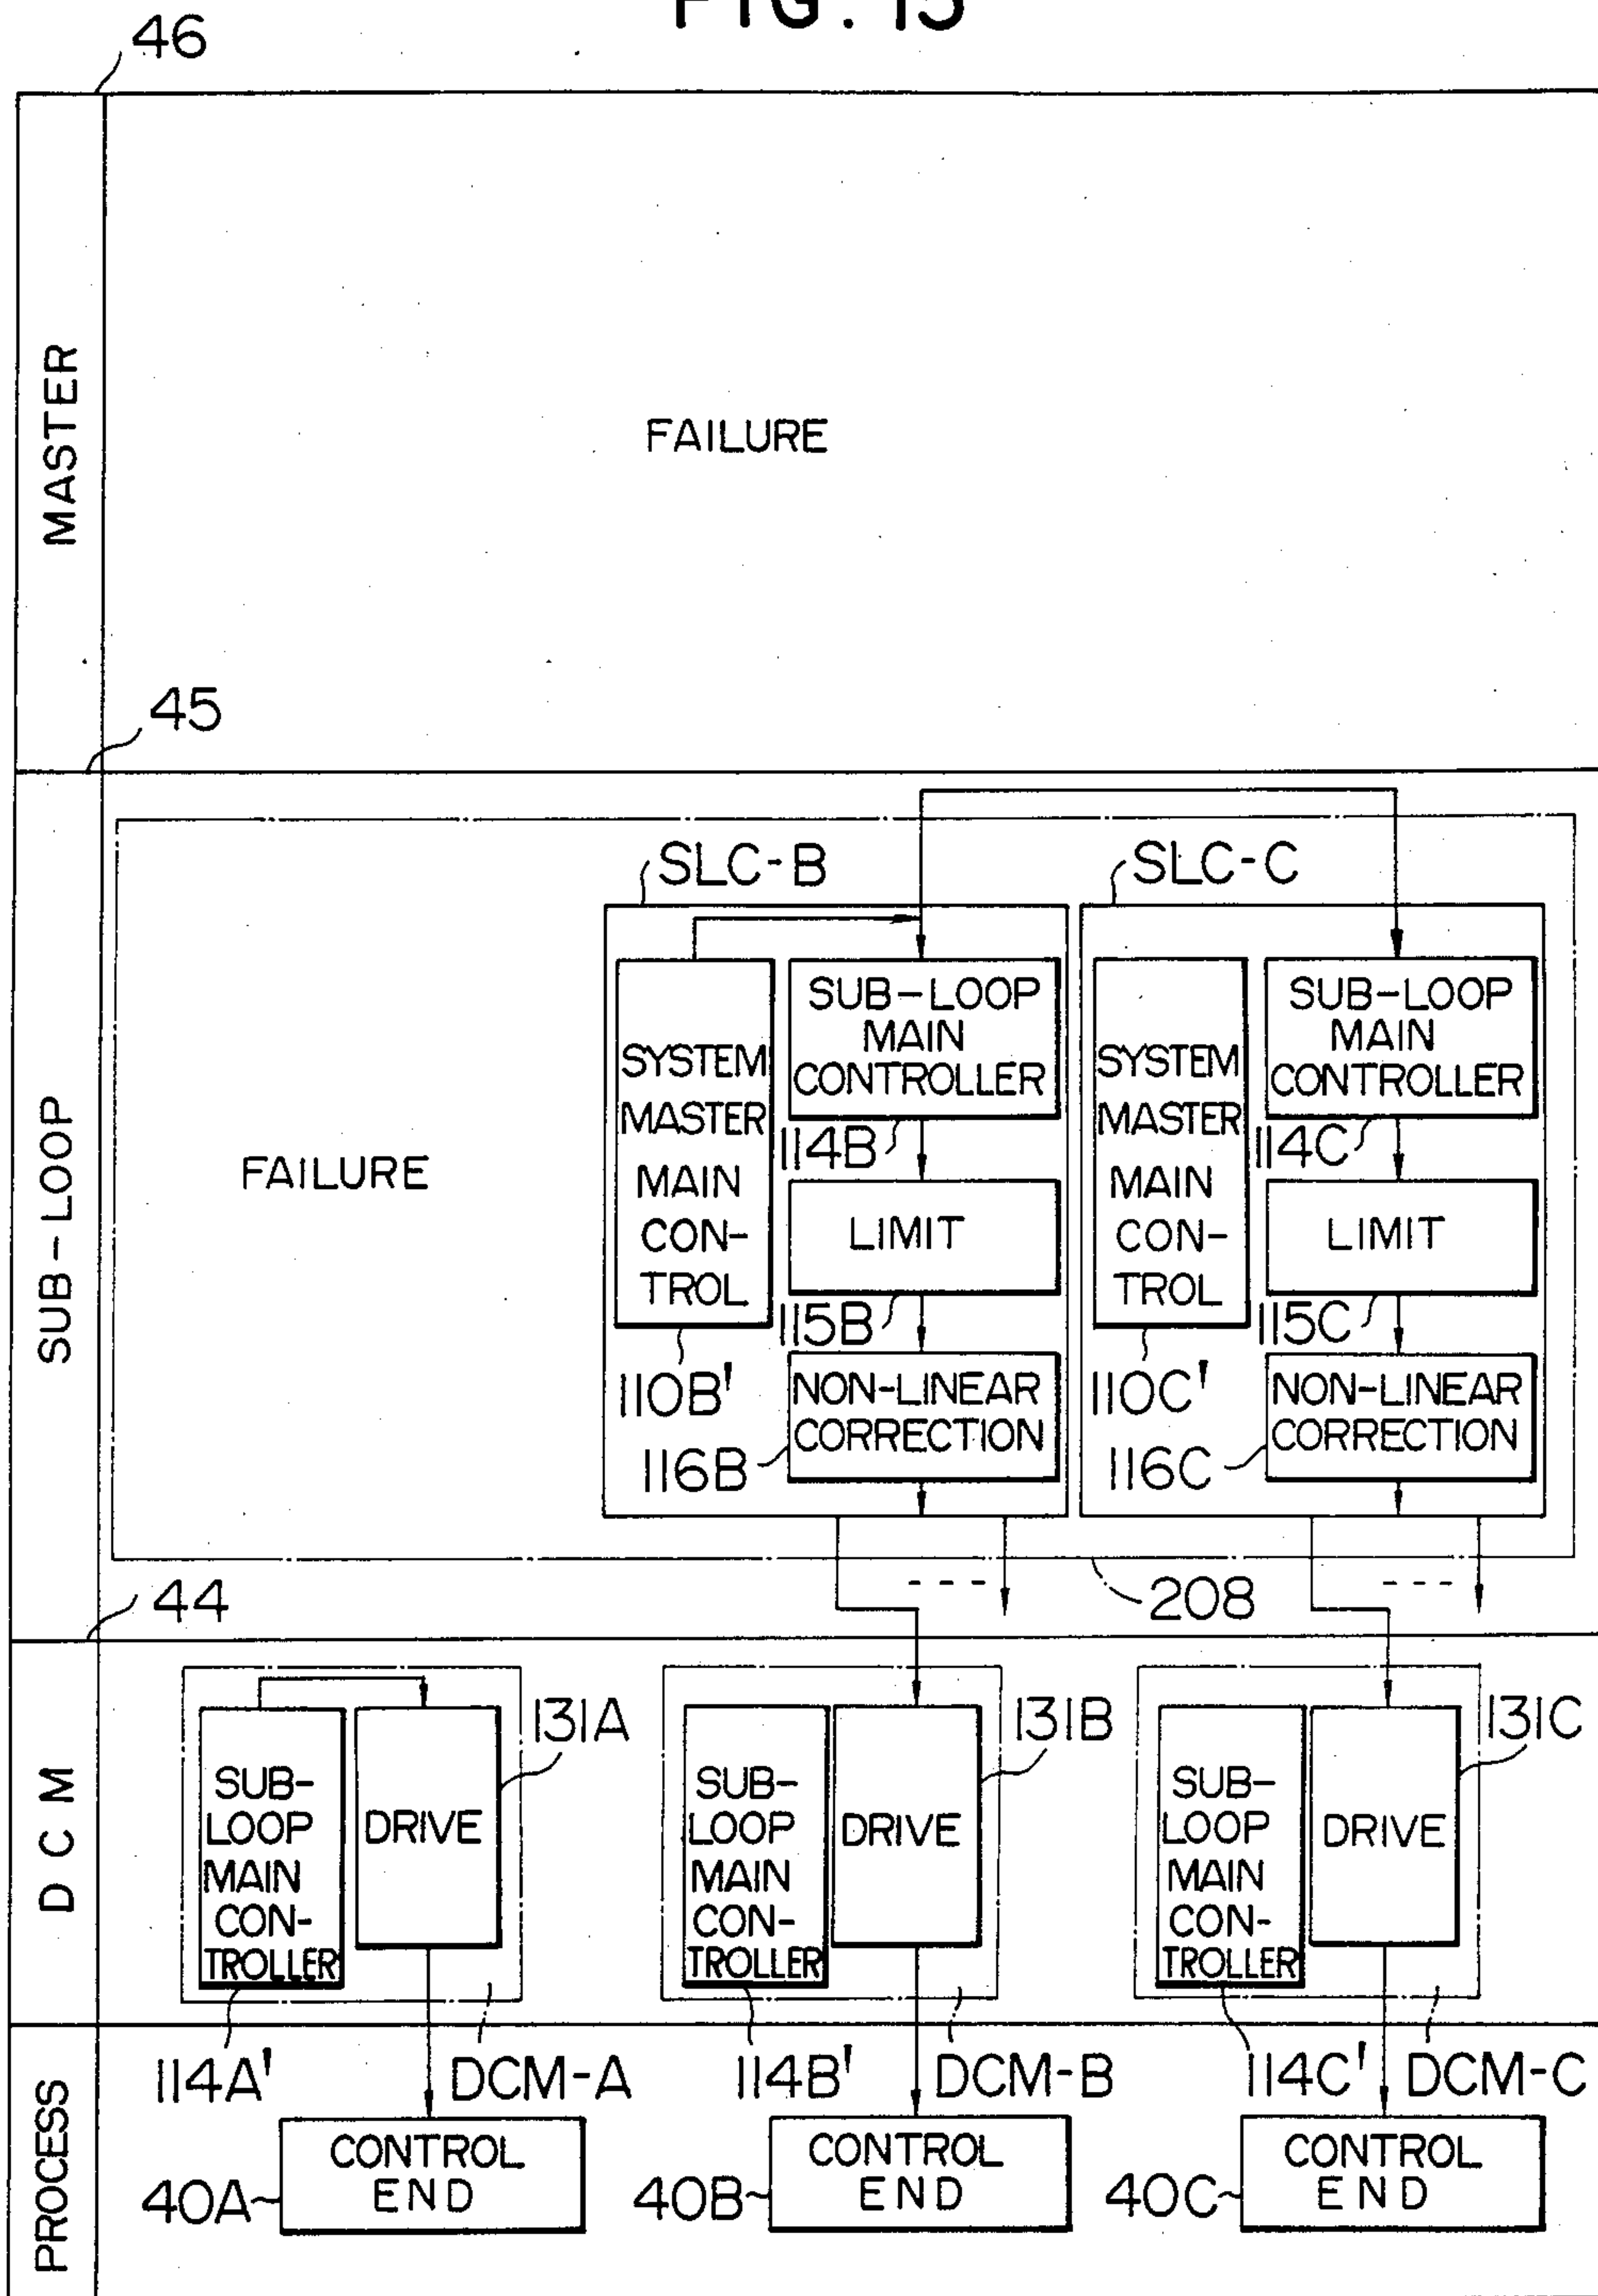 FIG. 15
46
MASTER
FAILURE
45
SUB-LOOP
FAILURE
SLC-B
SLC-C
SYSTEM
MASTER
MAIN
CON-
TROL
SUB-LOOP
MAIN
CONTROLLER
114B
LIMIT
115B
110B'
NON-LINEAR
CORRECTION
116B
SYSTEM
MASTER
MAIN
CON-
TROL
SUB-LOOP
MAIN
CONTROLLER
114C
LIMIT
115C
110C'
NON-LINEAR
CORRECTION
116C
208
44
DCM
SUB-
LOOP
MAIN
CON-
TROLLER
DRIVE
131A
SUB-
LOOP
MAIN
CON-
TROLLER
DRIVE
131B
SUB-
LOOP
MAIN
CON-
TROLLER
DRIVE
131C
114A'
DCM-A
114B'
DCM-B
114C'
DCM-C
PROCESS
CONTROL
END
40A
CONTROL
END
40B
CONTROL
END
40C